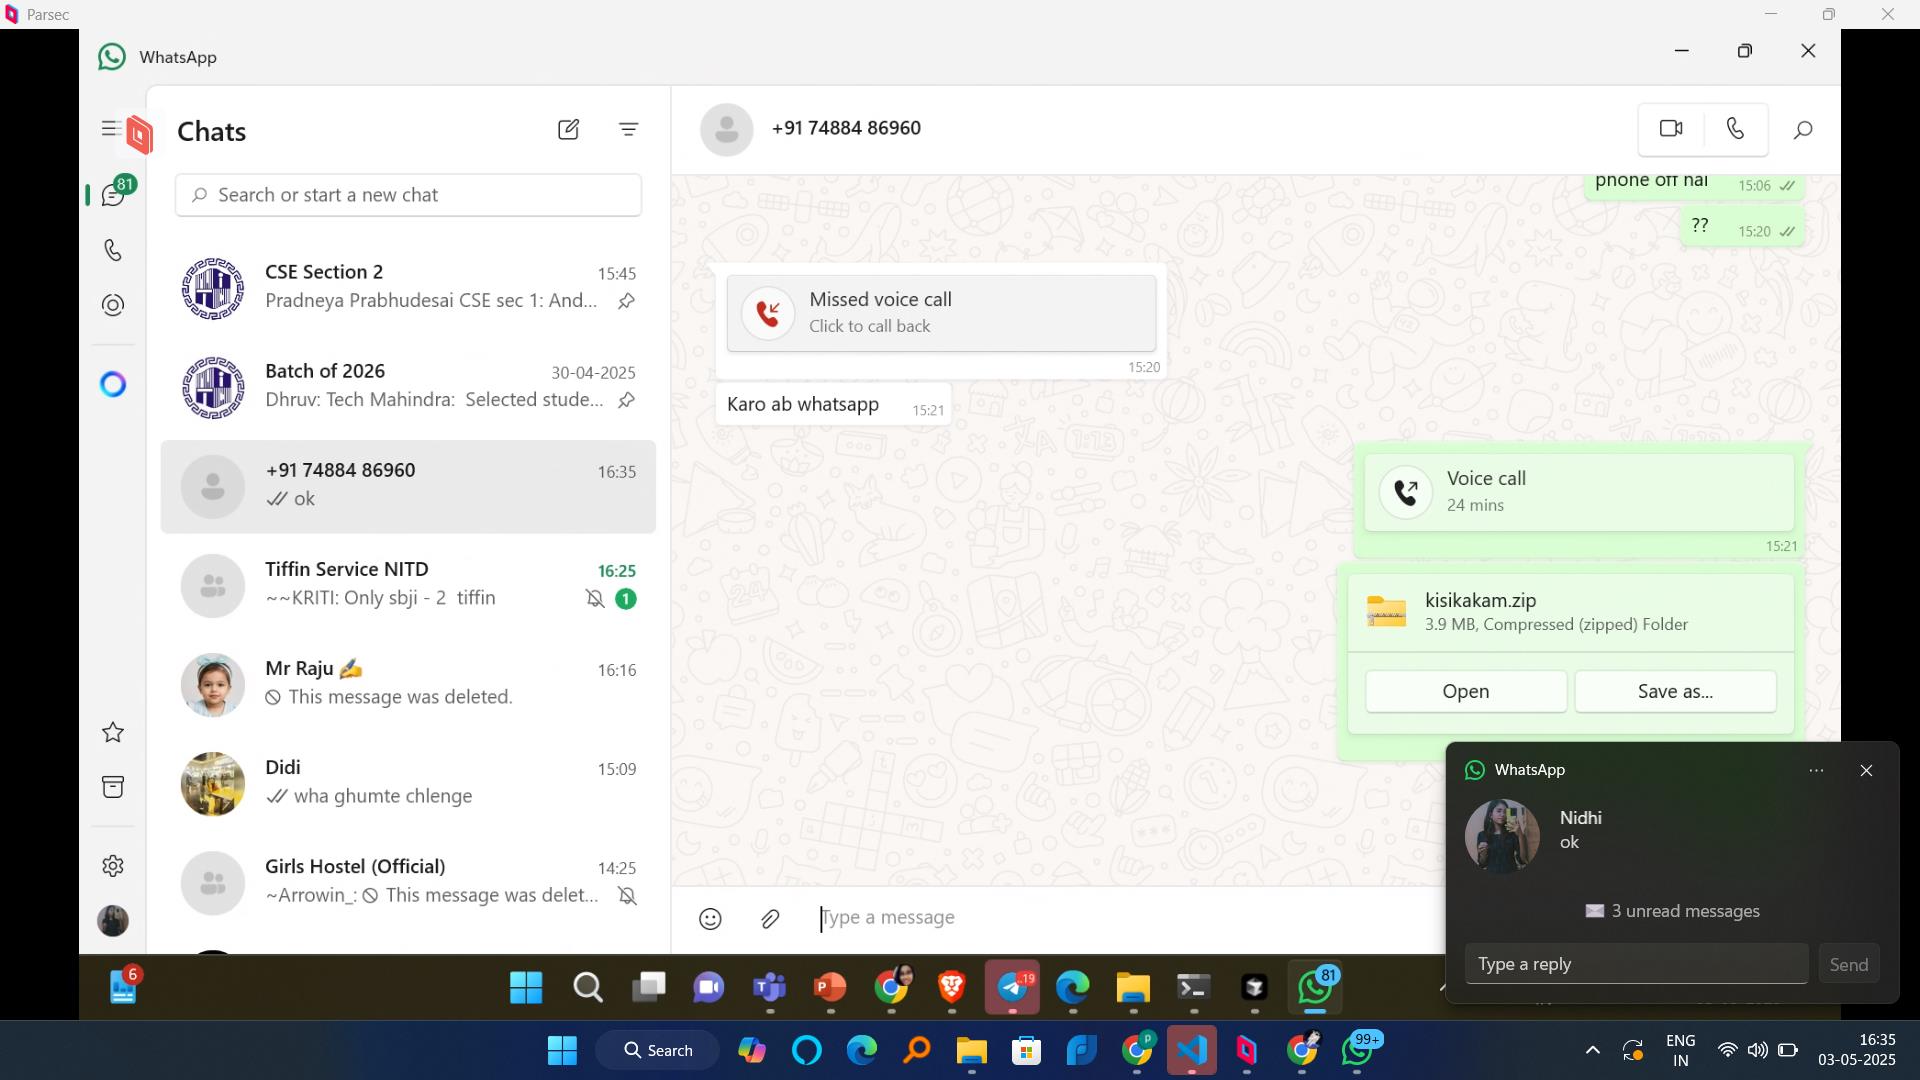 Parsec
WhatsApp
Chats
81
Search or start a new chat
CSE Section 2 15:45
Pradneya Prabhudesai CSE sec 1: And...
Batch of 2026 30-04-2025
Dhruv: Tech Mahindra: Selected stude...
+91 74884 86960 16:35
ok
Tiffin Service NITD 16:25
~~KRITI: Only sbji - 2 tiffin 1
Mr Raju ✍️ 16:16
This message was deleted.
Didi 15:09
wha ghumte chlenge
Girls Hostel (Official) 14:25
~Arrowin_: This message was delet...
+91 74884 86960
phone off hai 15:06
?? 15:20
Missed voice call
Click to call back
15:20
Karo ab whatsapp 15:21
Voice call
24 mins
15:21
kisikakam.zip
3.9 MB, Compressed (zipped) Folder
Open Save as...
Type a message
WhatsApp
Nidhi
ok
3 unread messages
Type a reply Send
6
..19
81
Search
99+
ENG
IN
16:35
03-05-2025